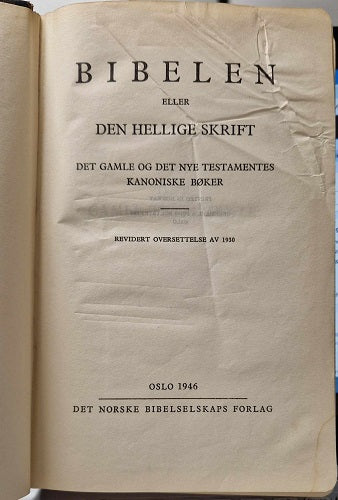 BIBELEN
ELLER
DEN HELLIGE SKRIFT
DET GAMLE OG DET NYE TESTAMENTES
KANONISKE BØKER
REVIDERT OVERSETTELSE AV 1930
OSLO 1946
DET NORSKE BIBELSELSKAPS FORLAG